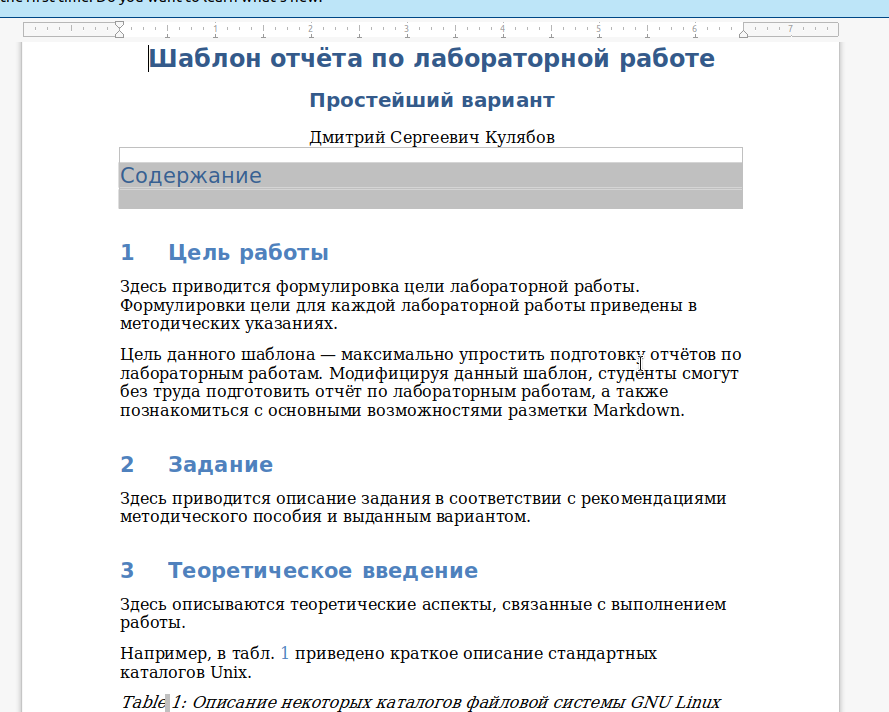 the first time. Do you want to learn what's new?
1 2 3 4 5 6 7
Шаблон отчёта по лабораторной работе
Простейший вариант
Дмитрий Сергеевич Кулябов
Содержание
1 Цель работы
Здесь приводится формулировка цели лабораторной работы.
Формулировки цели для каждой лабораторной работы приведены в
методических указаниях.
Цель данного шаблона — максимально упростить подготовку отчётов по
лабораторным работам. Модифицируя данный шаблон, студенты смогут
без труда подготовить отчёт по лабораторным работам, а также
познакомиться с основными возможностями разметки Markdown.
2 Задание
Здесь приводится описание задания в соответствии с рекомендациями
методического пособия и выданным вариантом.
3 Теоретическое введение
Здесь описываются теоретические аспекты, связанные с выполнением
работы.
Например, в табл. 1 приведено краткое описание стандартных
каталогов Unix.
Table 1: Описание некоторых каталогов файловой системы GNU Linux